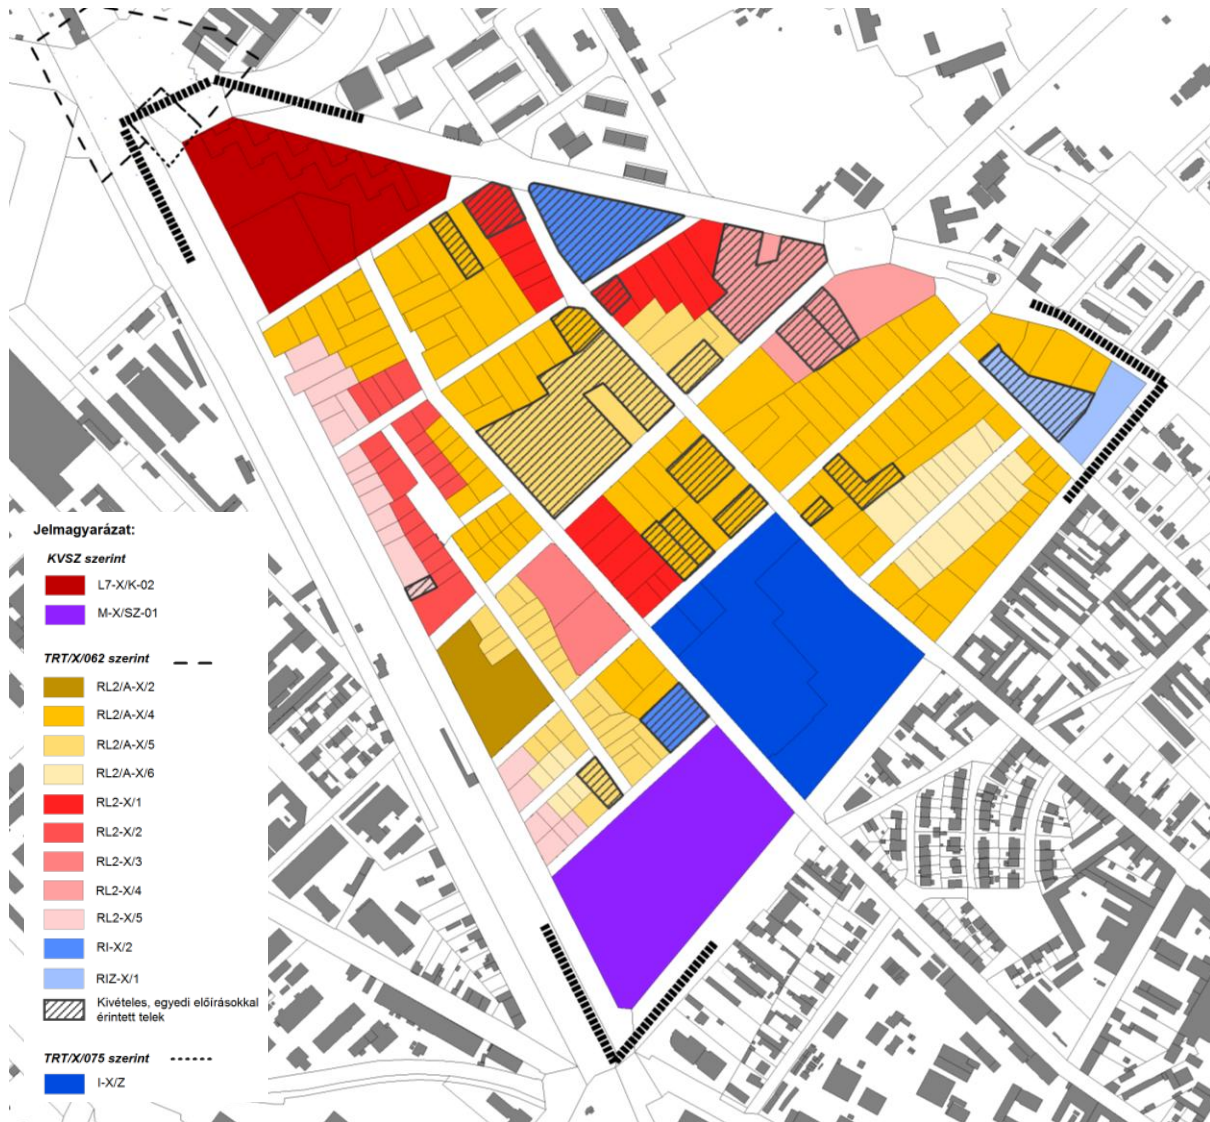 Jelmagyarázat:
KVSZ szerint
L7-X/K-02
M-X/SZ-01
TRT/X/062 szerint
RL2/A-X/2
RL2/A-X/4
RL2/A-X/5
RL2/A-X/6
RL2-X/1
RL2-X/2
RL2-X/3
RL2-X/4
RL2-X/5
RI-X/2
RIZ-X/1
Kivételes, egyedi előírásokkal
érintett telek
TRT/X/075 szerint
I-X/Z